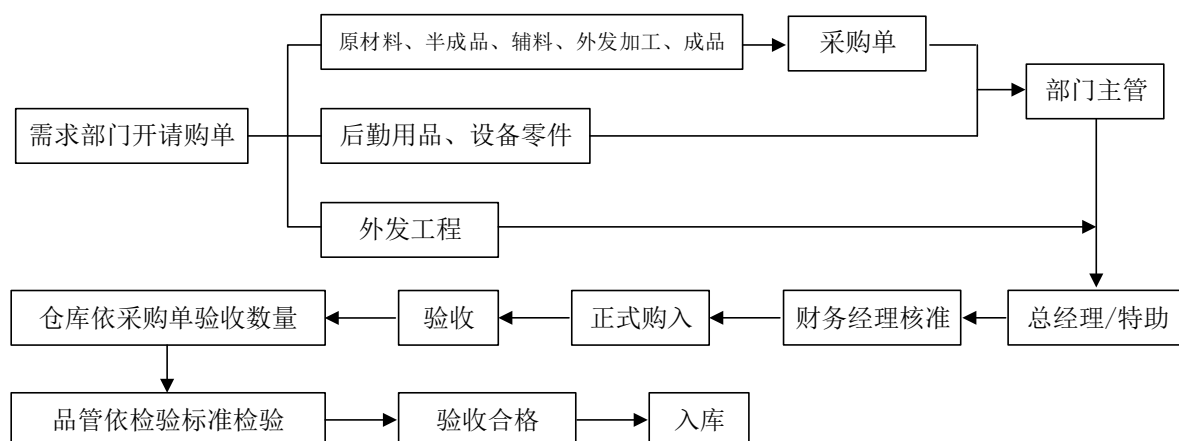 原材料、半成品、辅料、外发加工、成品
采购单
部门主管
需求部门开请购单
后勤用品、设备零件
外发工程
仓库依采购单验收数量
验收
正式购入
财务经理核准
总经理/特助
品管依检验标准检验
验收合格
入库